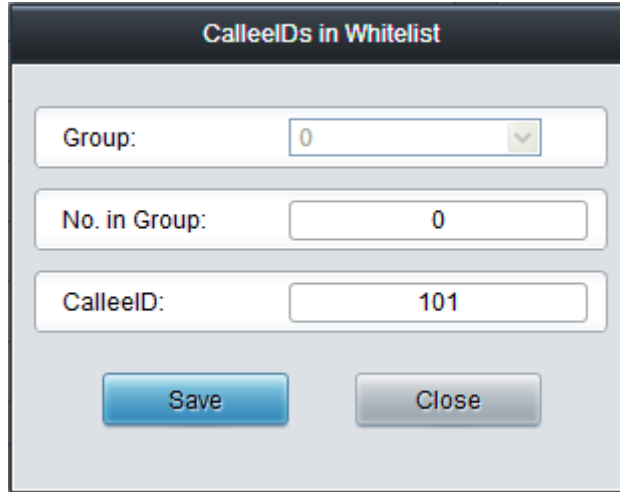 CalleeIDs in Whitelist
Group: 0
No. in Group: 0
CalleeID: 101
Save Close